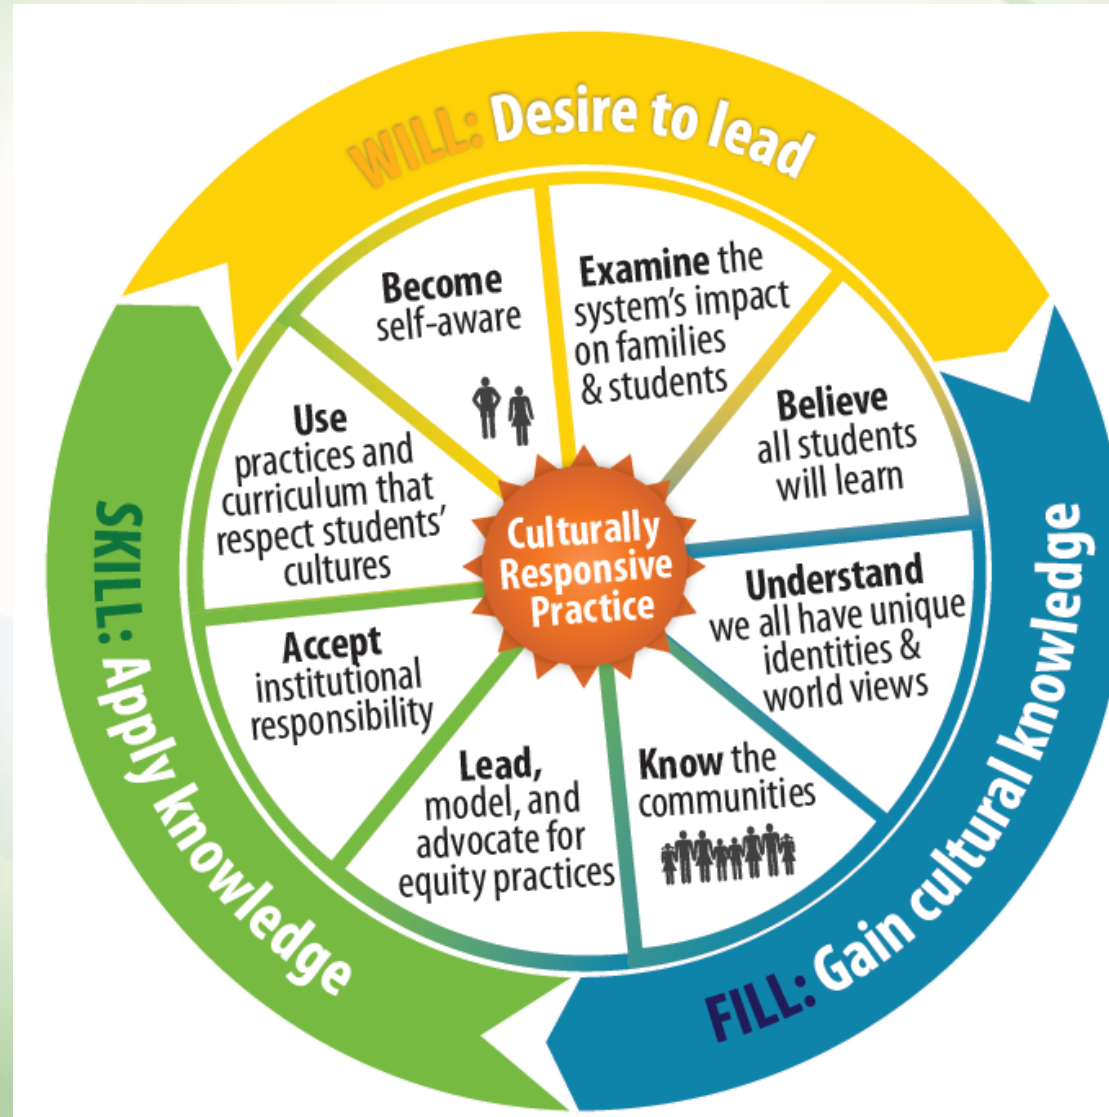 WILL: Desire to lead
Become
self-aware
Examine the
system's impact
on families
& students
Believe
all students
will learn
Understand
we all have unique
identities &
world views
Know the
communities
Lead,
model, and
advocate for
equity practices
Accept
institutional
responsibility
Use
practices and
curriculum that
respect students'
cultures
Culturally
Responsive
Practice
FILL: Gain cultural knowledge
SKILL: Apply knowledge